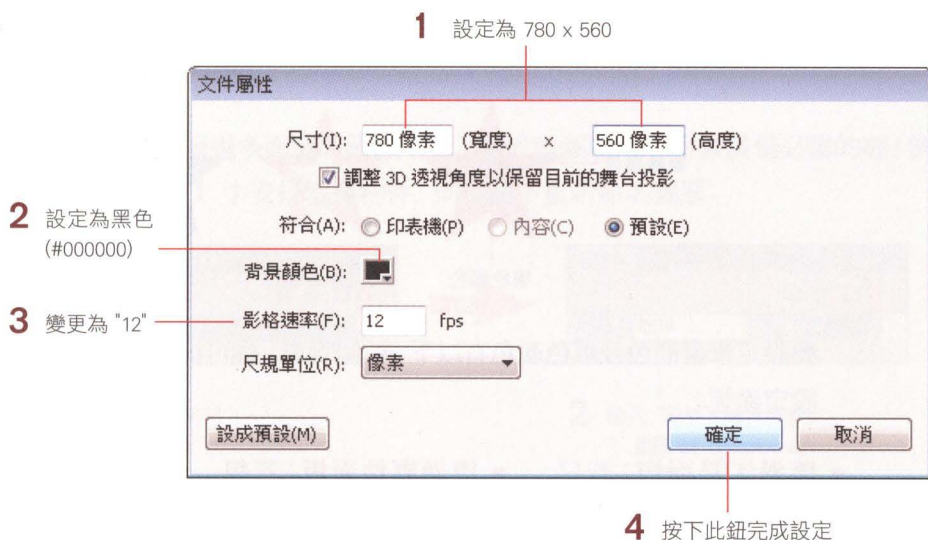 1 設定為 780 x 560
文件屬性
尺寸(I): 780 像素 (寬度) x 560 像素 (高度)
調整 3D 透視角度以保留目前的舞台投影
2 設定為黑色
(#000000)
符合(A): 印表機(P) 內容(C) 預設(E)
背景顏色(B):
3 變更為 "12"
影格速率(F): 12 fps
尺規單位(R): 像素
設成預設(M) 確定 取消
4 按下此鈕完成設定